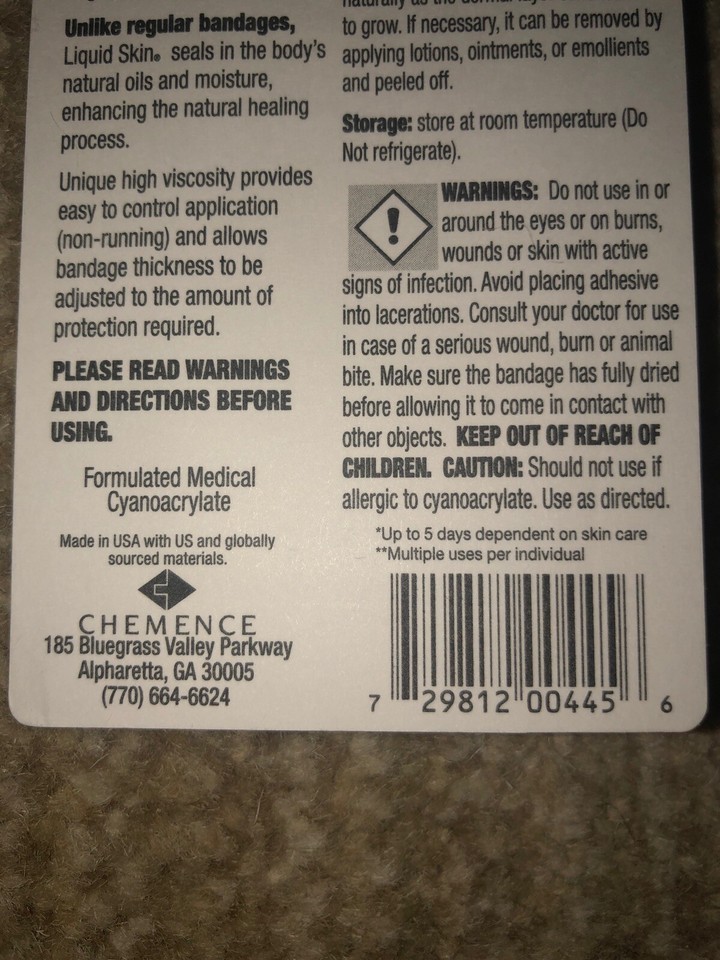 Unlike regular bandages,
Liquid Skin® seals in the body's
natural oils and moisture,
enhancing the natural healing
process.
Unique high viscosity provides
easy to control application
(non-running) and allows
bandage thickness to be
adjusted to the amount of
protection required.
PLEASE READ WARNINGS
AND DIRECTIONS BEFORE
USING.
Formulated Medical
Cyanoacrylate
Made in USA with US and globally
sourced materials.
CHEMENCE
185 Bluegrass Valley Parkway
Alpharetta, GA 30005
(770) 664-6624
naturally as the dermal layer
to grow. If necessary, it can be removed by
applying lotions, ointments, or emollients
and peeled off.
Storage: store at room temperature (Do
Not refrigerate).
WARNINGS: Do not use in or
around the eyes or on burns,
wounds or skin with active
signs of infection. Avoid placing adhesive
into lacerations. Consult your doctor for use
in case of a serious wound, burn or animal
bite. Make sure the bandage has fully dried
before allowing it to come in contact with
other objects. KEEP OUT OF REACH OF
CHILDREN. CAUTION: Should not use if
allergic to cyanoacrylate. Use as directed.
*Up to 5 days dependent on skin care
**Multiple uses per individual
7 29812 00445 6